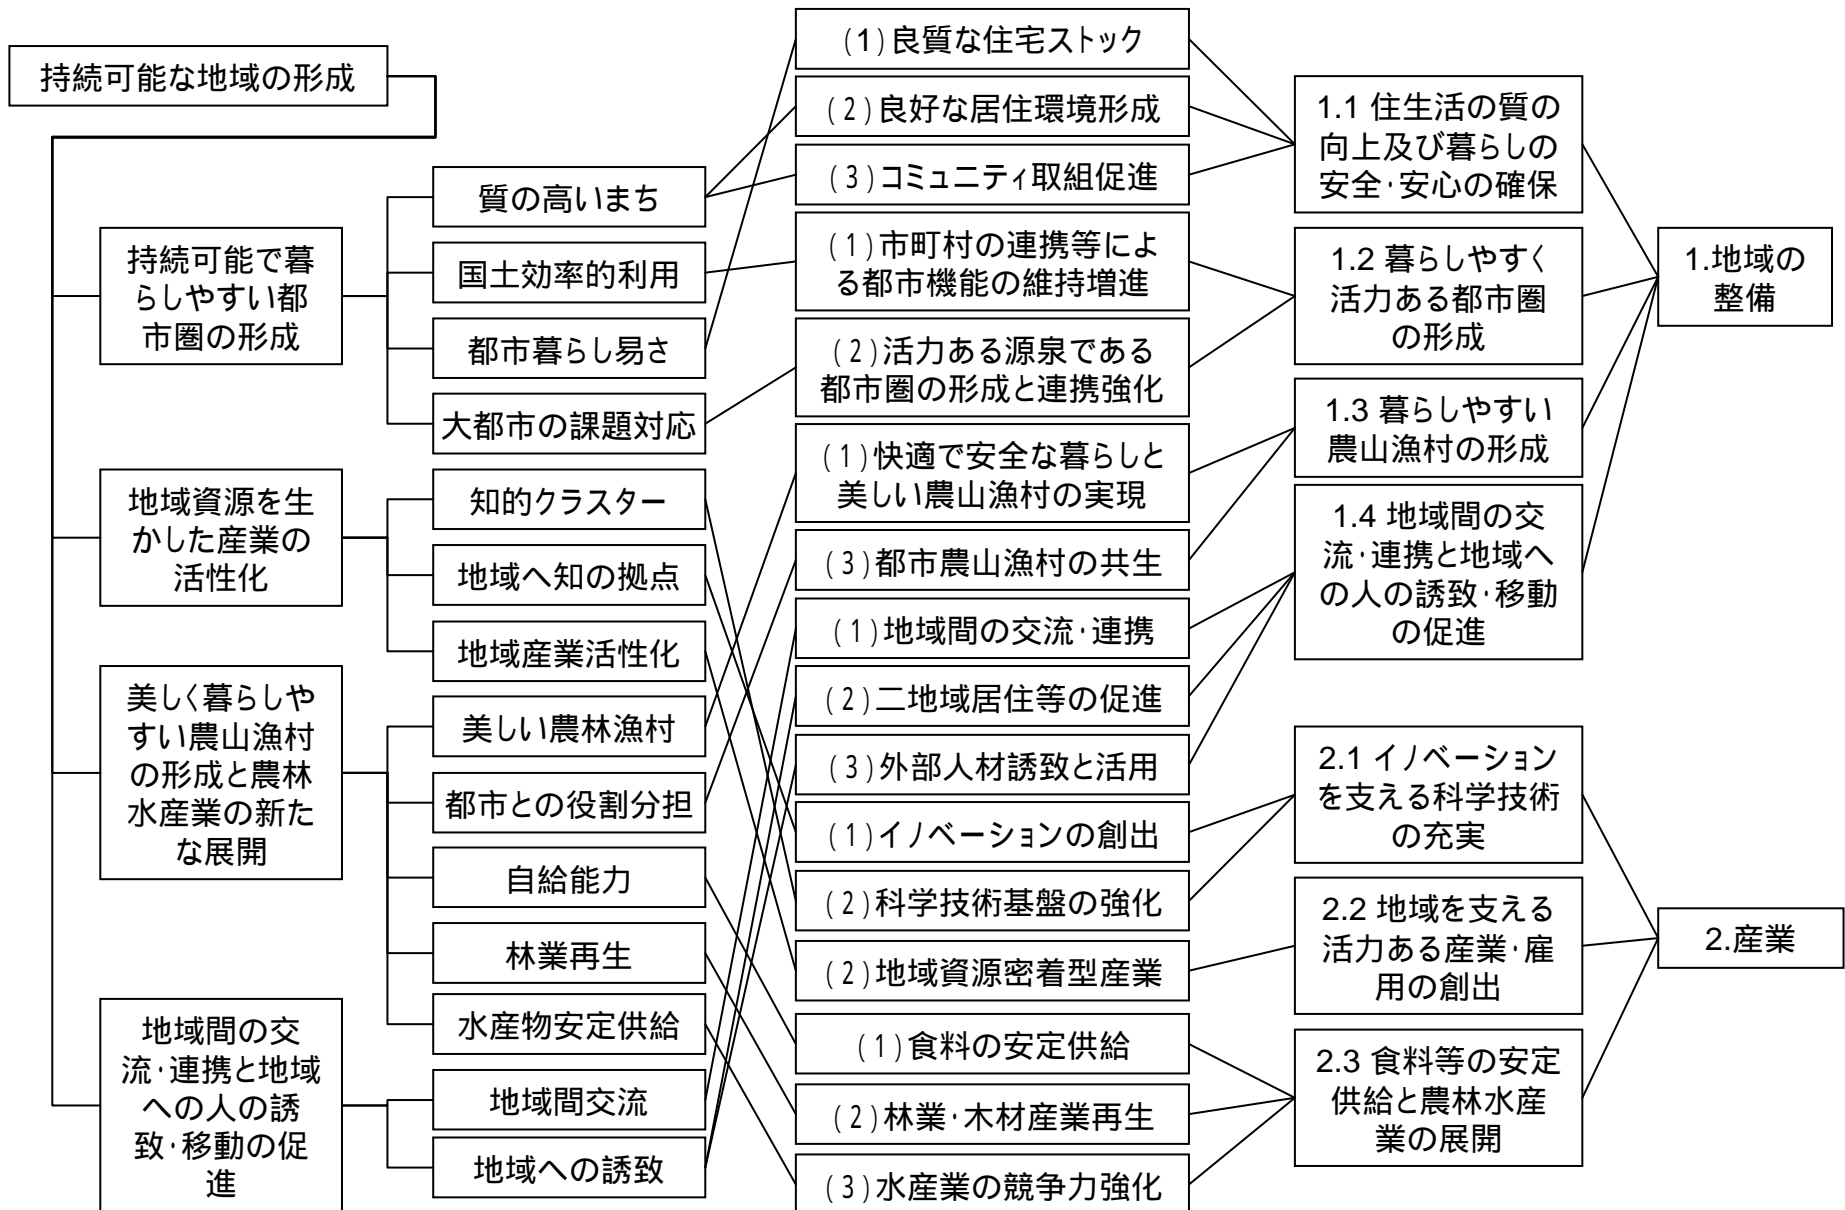 持続可能な地域の形成
持続可能で暮
らしやすい都
市圏の形成
地域資源を生
かした産業の
活性化
美しく暮らしや
すい農山漁村
の形成と農林
水産業の新た
な展開
地域間の交
流・連携と地域
への人の誘
致・移動の促
進
質の高いまち
国土効率的利用
都市暮らし易さ
大都市の課題対応
知的クラスター
地域へ知の拠点
地域産業活性化
美しい農林漁村
都市との役割分担
自給能力
林業再生
水産物安定供給
地域間交流
地域への誘致
(1)良質な住宅ストック
(2)良好な居住環境形成
(3)コミュニティ取組促進
(1)市町村の連携等によ
る都市機能の維持増進
(2)活力ある源泉である
都市圏の形成と連携強化
(1)快適で安全な暮らしと
美しい農山漁村の実現
(3)都市農山漁村の共生
(1)地域間の交流・連携
(2)二地域居住等の促進
(3)外部人材誘致と活用
(1)イノベーションの創出
(2)科学技術基盤の強化
(2)地域資源密着型産業
(1)食料の安定供給
(2)林業・木材産業再生
(3)水産業の競争力強化
1.1 住生活の質の
向上及び暮らしの
安全・安心の確保
1.2 暮らしやすく
活力ある都市圏
の形成
1.3 暮らしやすい
農山漁村の形成
1.4 地域間の交
流・連携と地域へ
の人の誘致・移動
の促進
2.1 イノベーション
を支える科学技術
の充実
2.2 地域を支える
活力ある産業・雇
用の創出
2.3 食料等の安定
供給と農林水産
業の展開
1.地域の
整備
2.産業